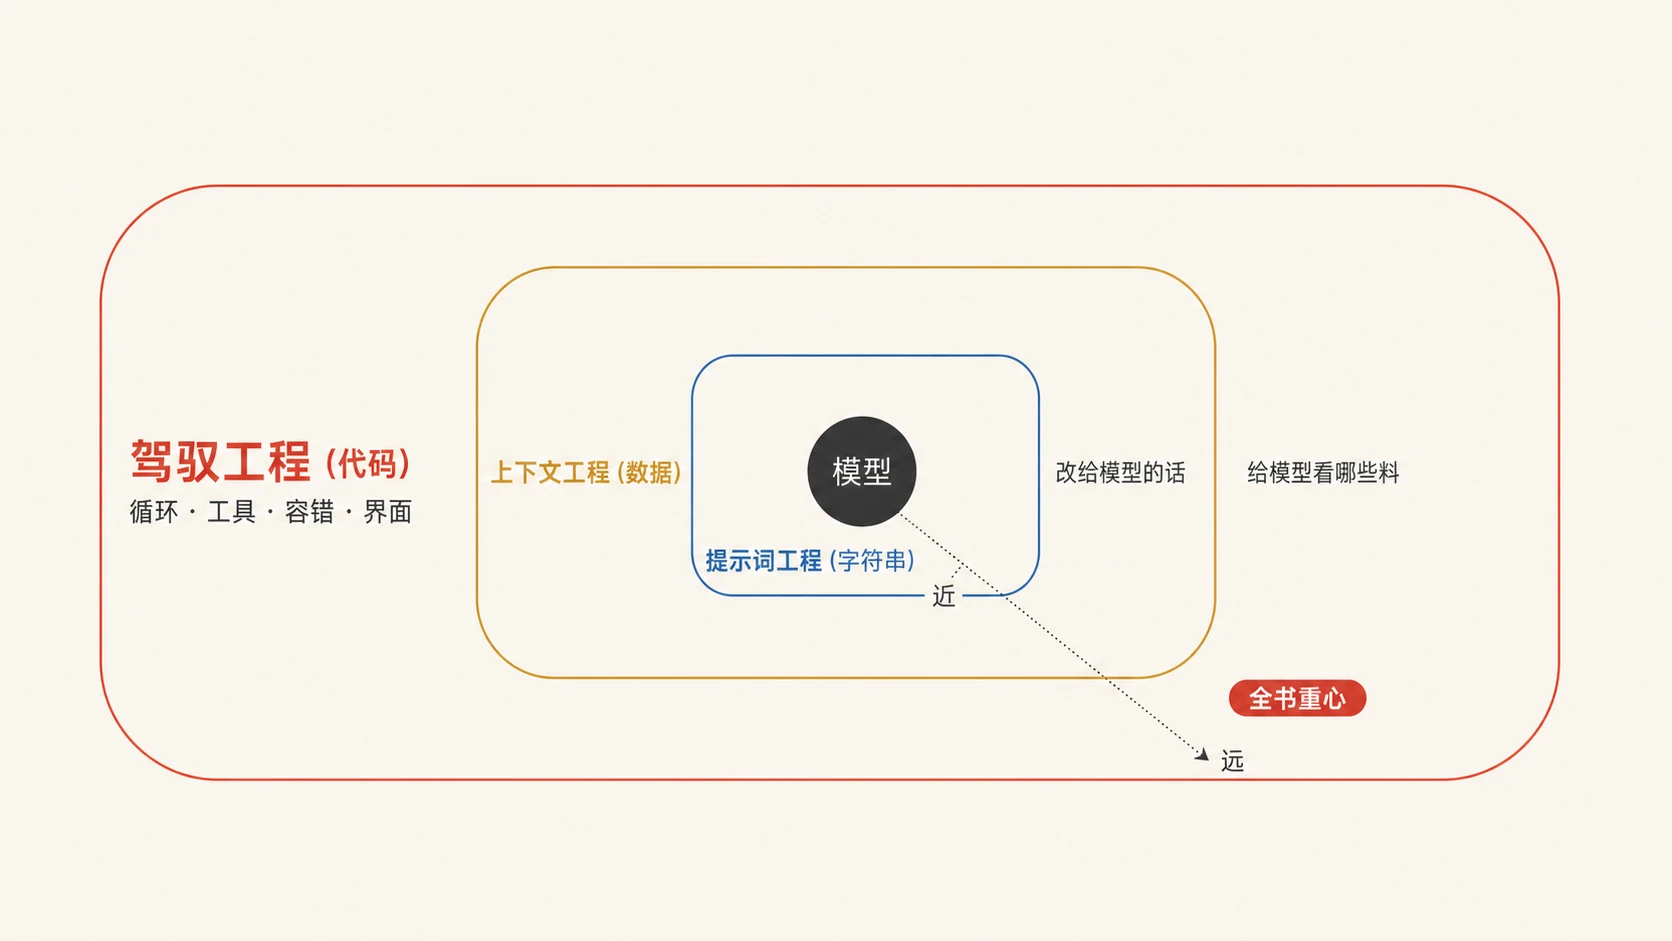 驾驭工程 (代码)
循环 · 工具 · 容错 · 界面
上下文工程 (数据)
模型
提示词工程 (字符串)
近
改给模型的话
给模型看哪些料
全书重心
远